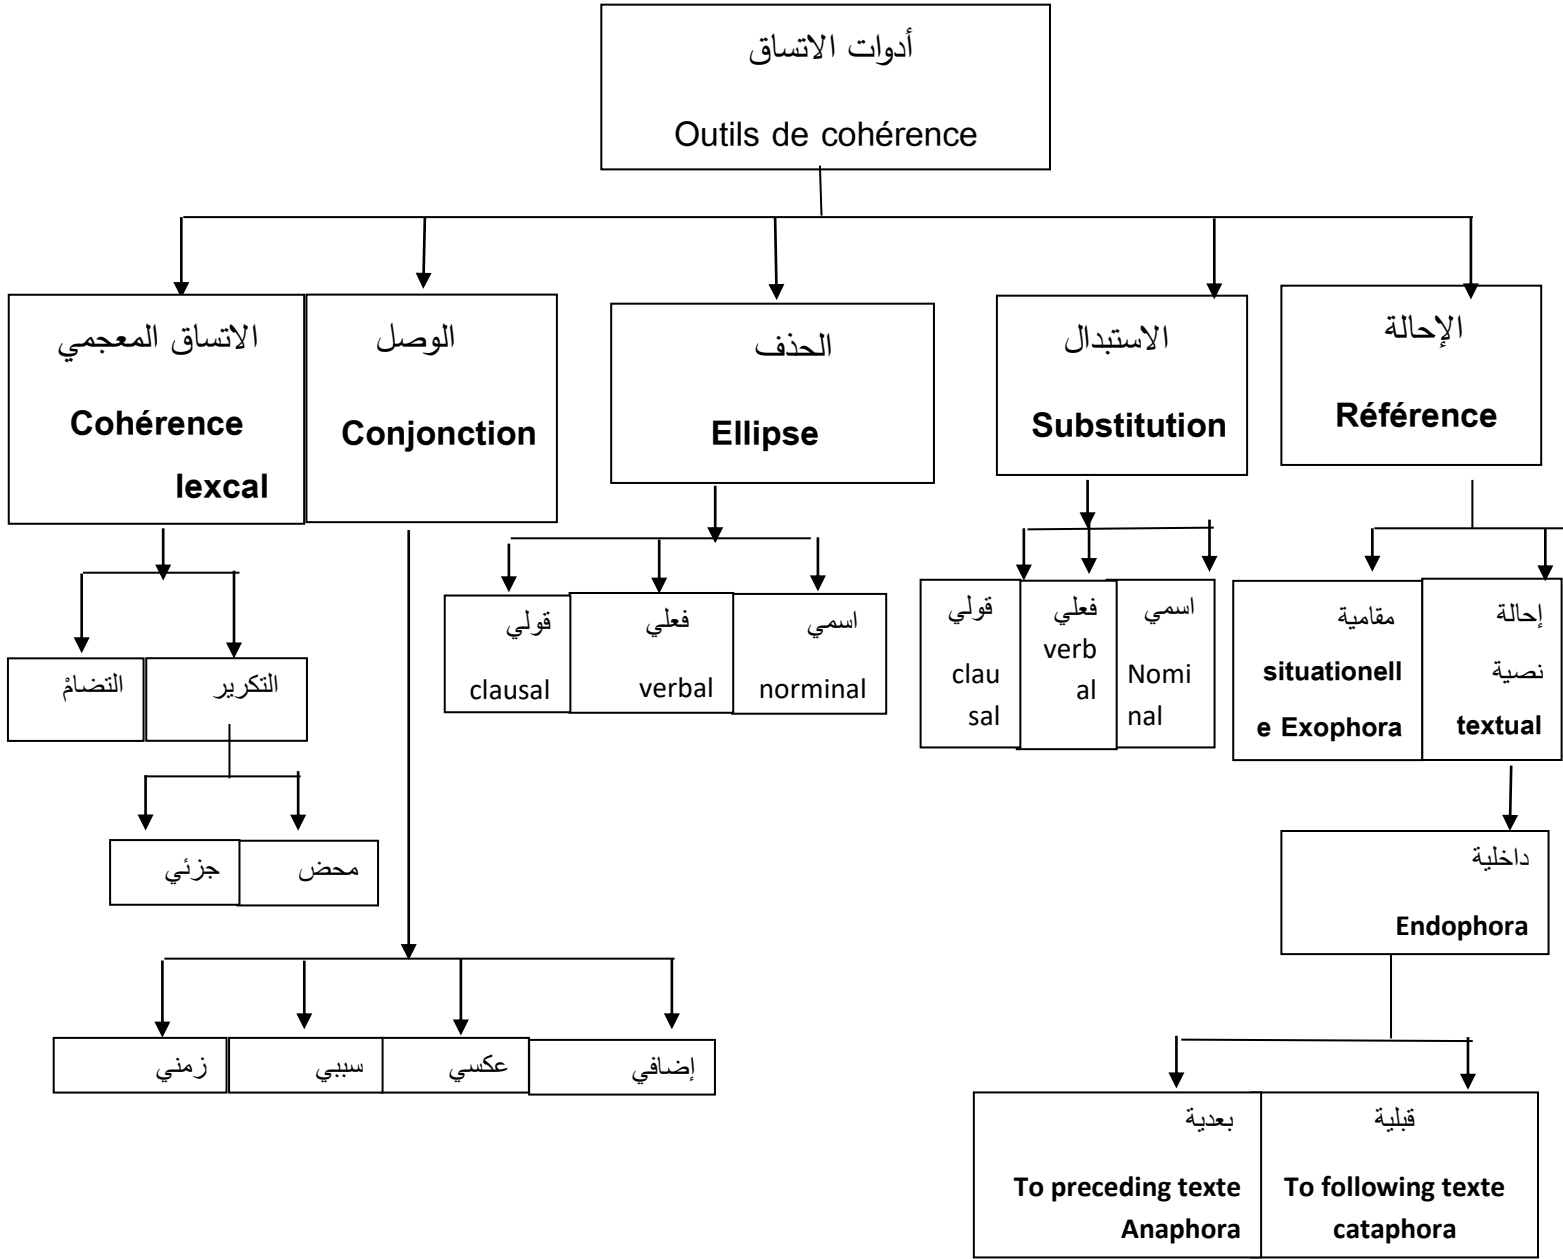 أدوات الاتساق
Outils de cohérence
الإحالة
Référence
الاستبدال
Substitution
الحذف
Ellipse
الوصل
Conjonction
الاتساق المعجمي
Cohérence
lexcal
إحالة
نصية
textual
مقامية
situationell
e Exophora
اسمي
Nomi
nal
فعلي
verb
al
قولي
clau
sal
اسمي
norminal
فعلي
verbal
قولي
clausal
التكرير
التضامْ
محض
جزئي
داخلية
Endophora
إضافي
عكسي
سببي
زمني
قبلية
To following texte
cataphora
بعدية
To preceding texte
Anaphora